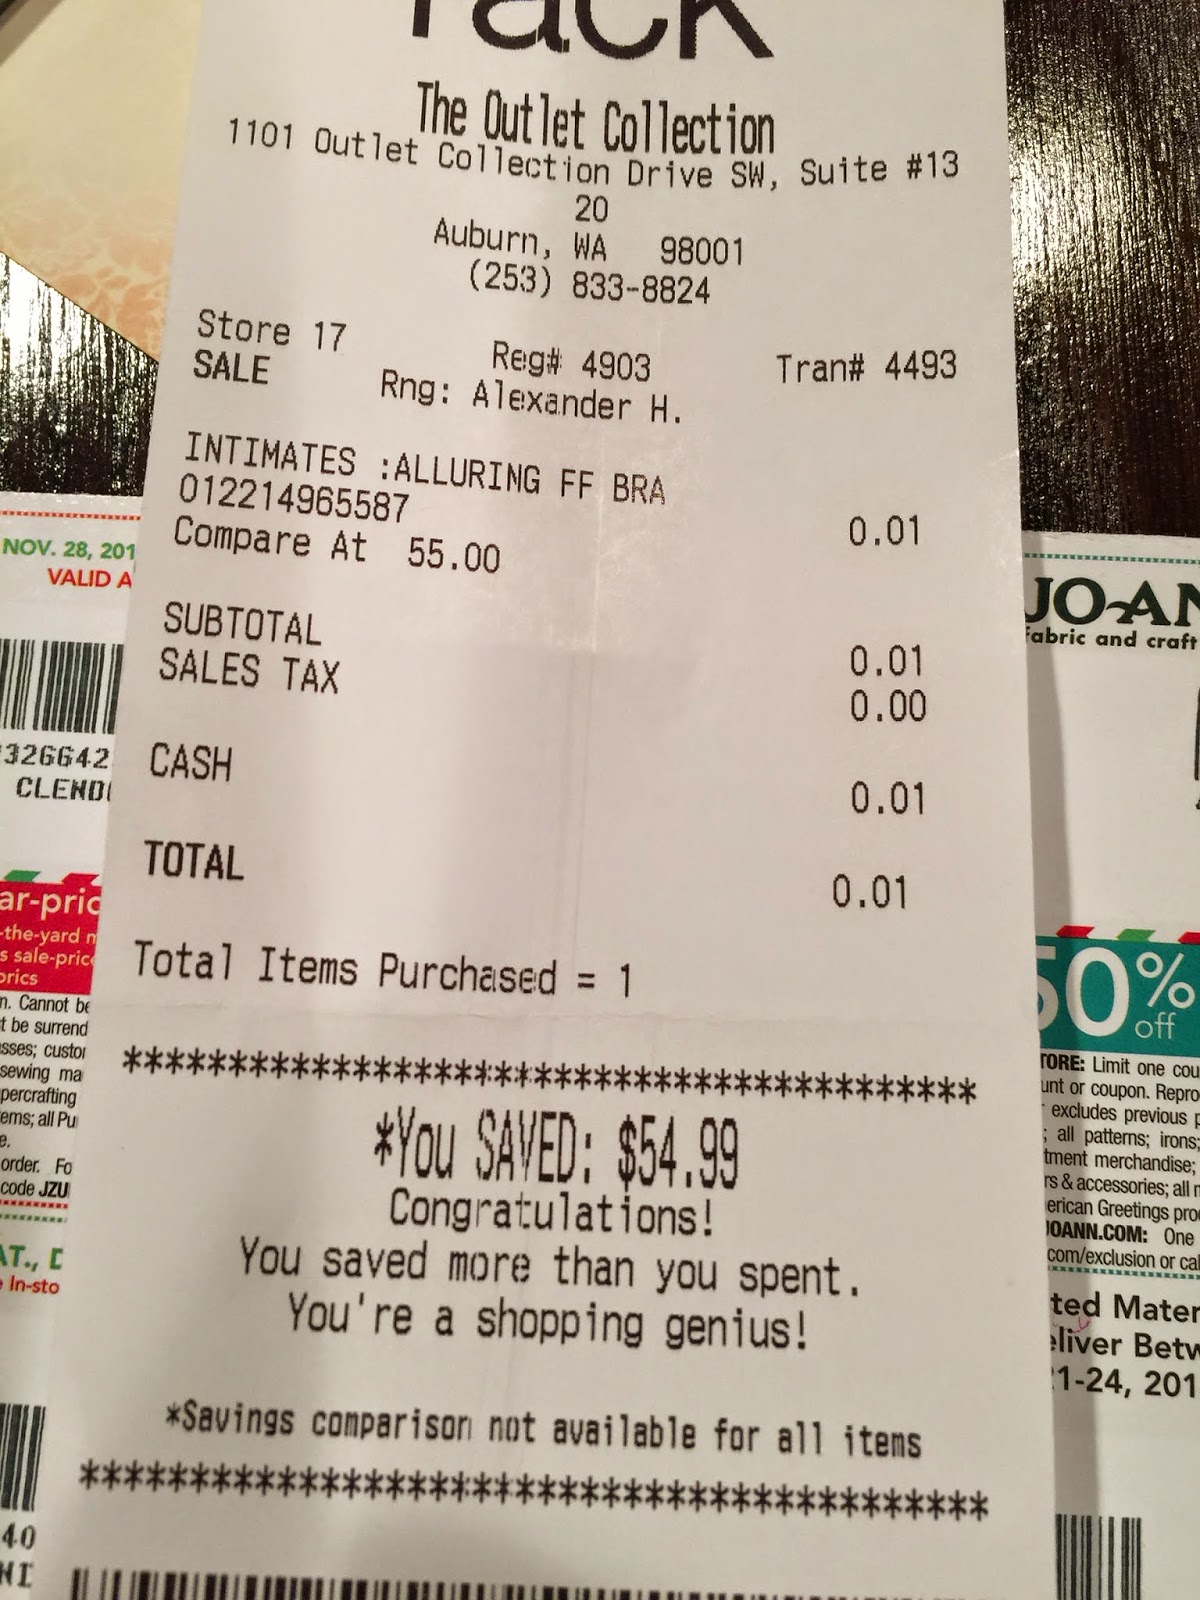 rack
The Outlet Collection
1101 Outlet Collection Drive SW, Suite #13
20
Auburn, WA 98001
(253) 833-8824
Store 17 Reg# 4903 Tran# 4493
SALE Rng: Alexander H.
INTIMATES :ALLURING FF BRA
012214965587 0.01
Compare At 55.00
SUBTOTAL 0.01
SALES TAX 0.00
CASH 0.01
TOTAL 0.01
Total Items Purchased = 1
******************************************
*You SAVED: $54.99
Congratulations!
You saved more than you spent.
You're a shopping genius!
*Savings comparison not available for all items
******************************************
NOV. 28, 201
VALID A
326642
CLEND
ar-pric
-the-yard m
s sale-price
orics
n. Cannot be
t be surrend
sses; custo
sewing ma
percrafting
ems; all Pu
e.
order. Fo
code JZU
AT., D
e In-sto
40
NI
JO-AN
fabric and craft
50% off
TORE: Limit one cou
unt or coupon. Repro
excludes previous p
; all patterns; irons;
tment merchandise;
rs & accessories; all
erican Greetings pro
JOANN.COM: One
.com/exclusion or cal
ted Mater
eliver Betw
21-24, 201